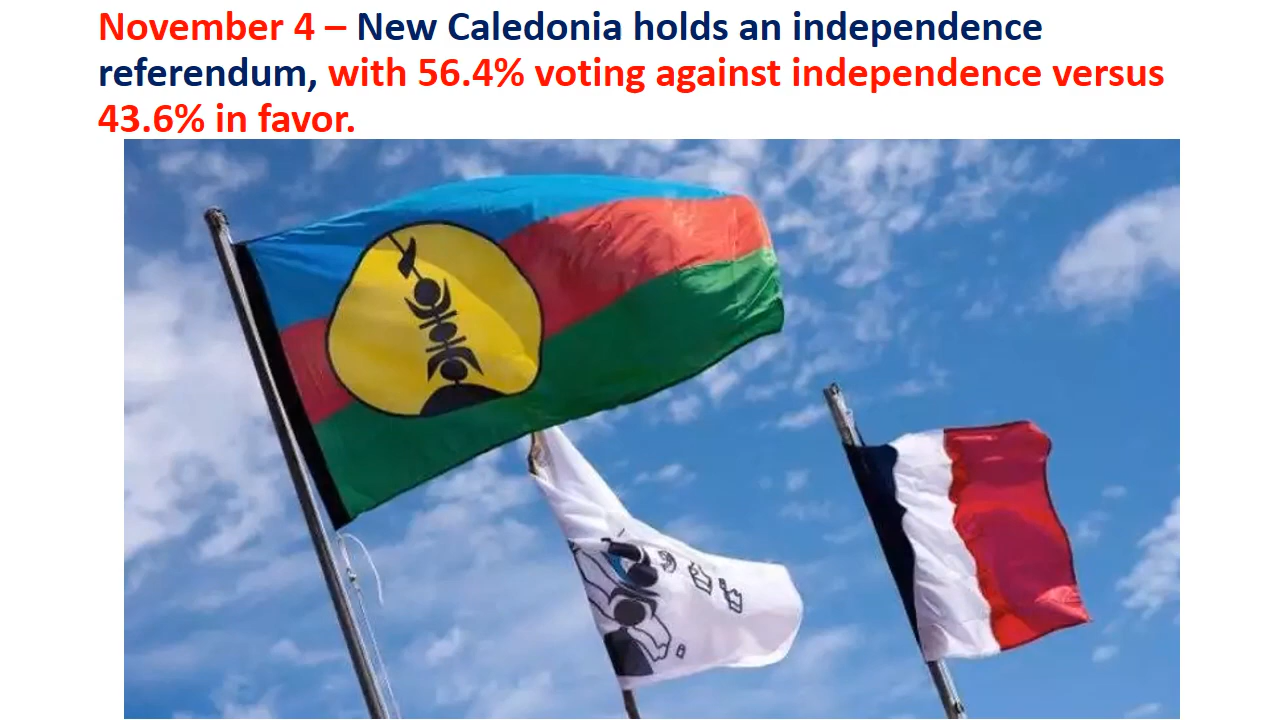 November 4 – New Caledonia holds an independence
referendum, with 56.4% voting against independence versus
43.6% in favor.